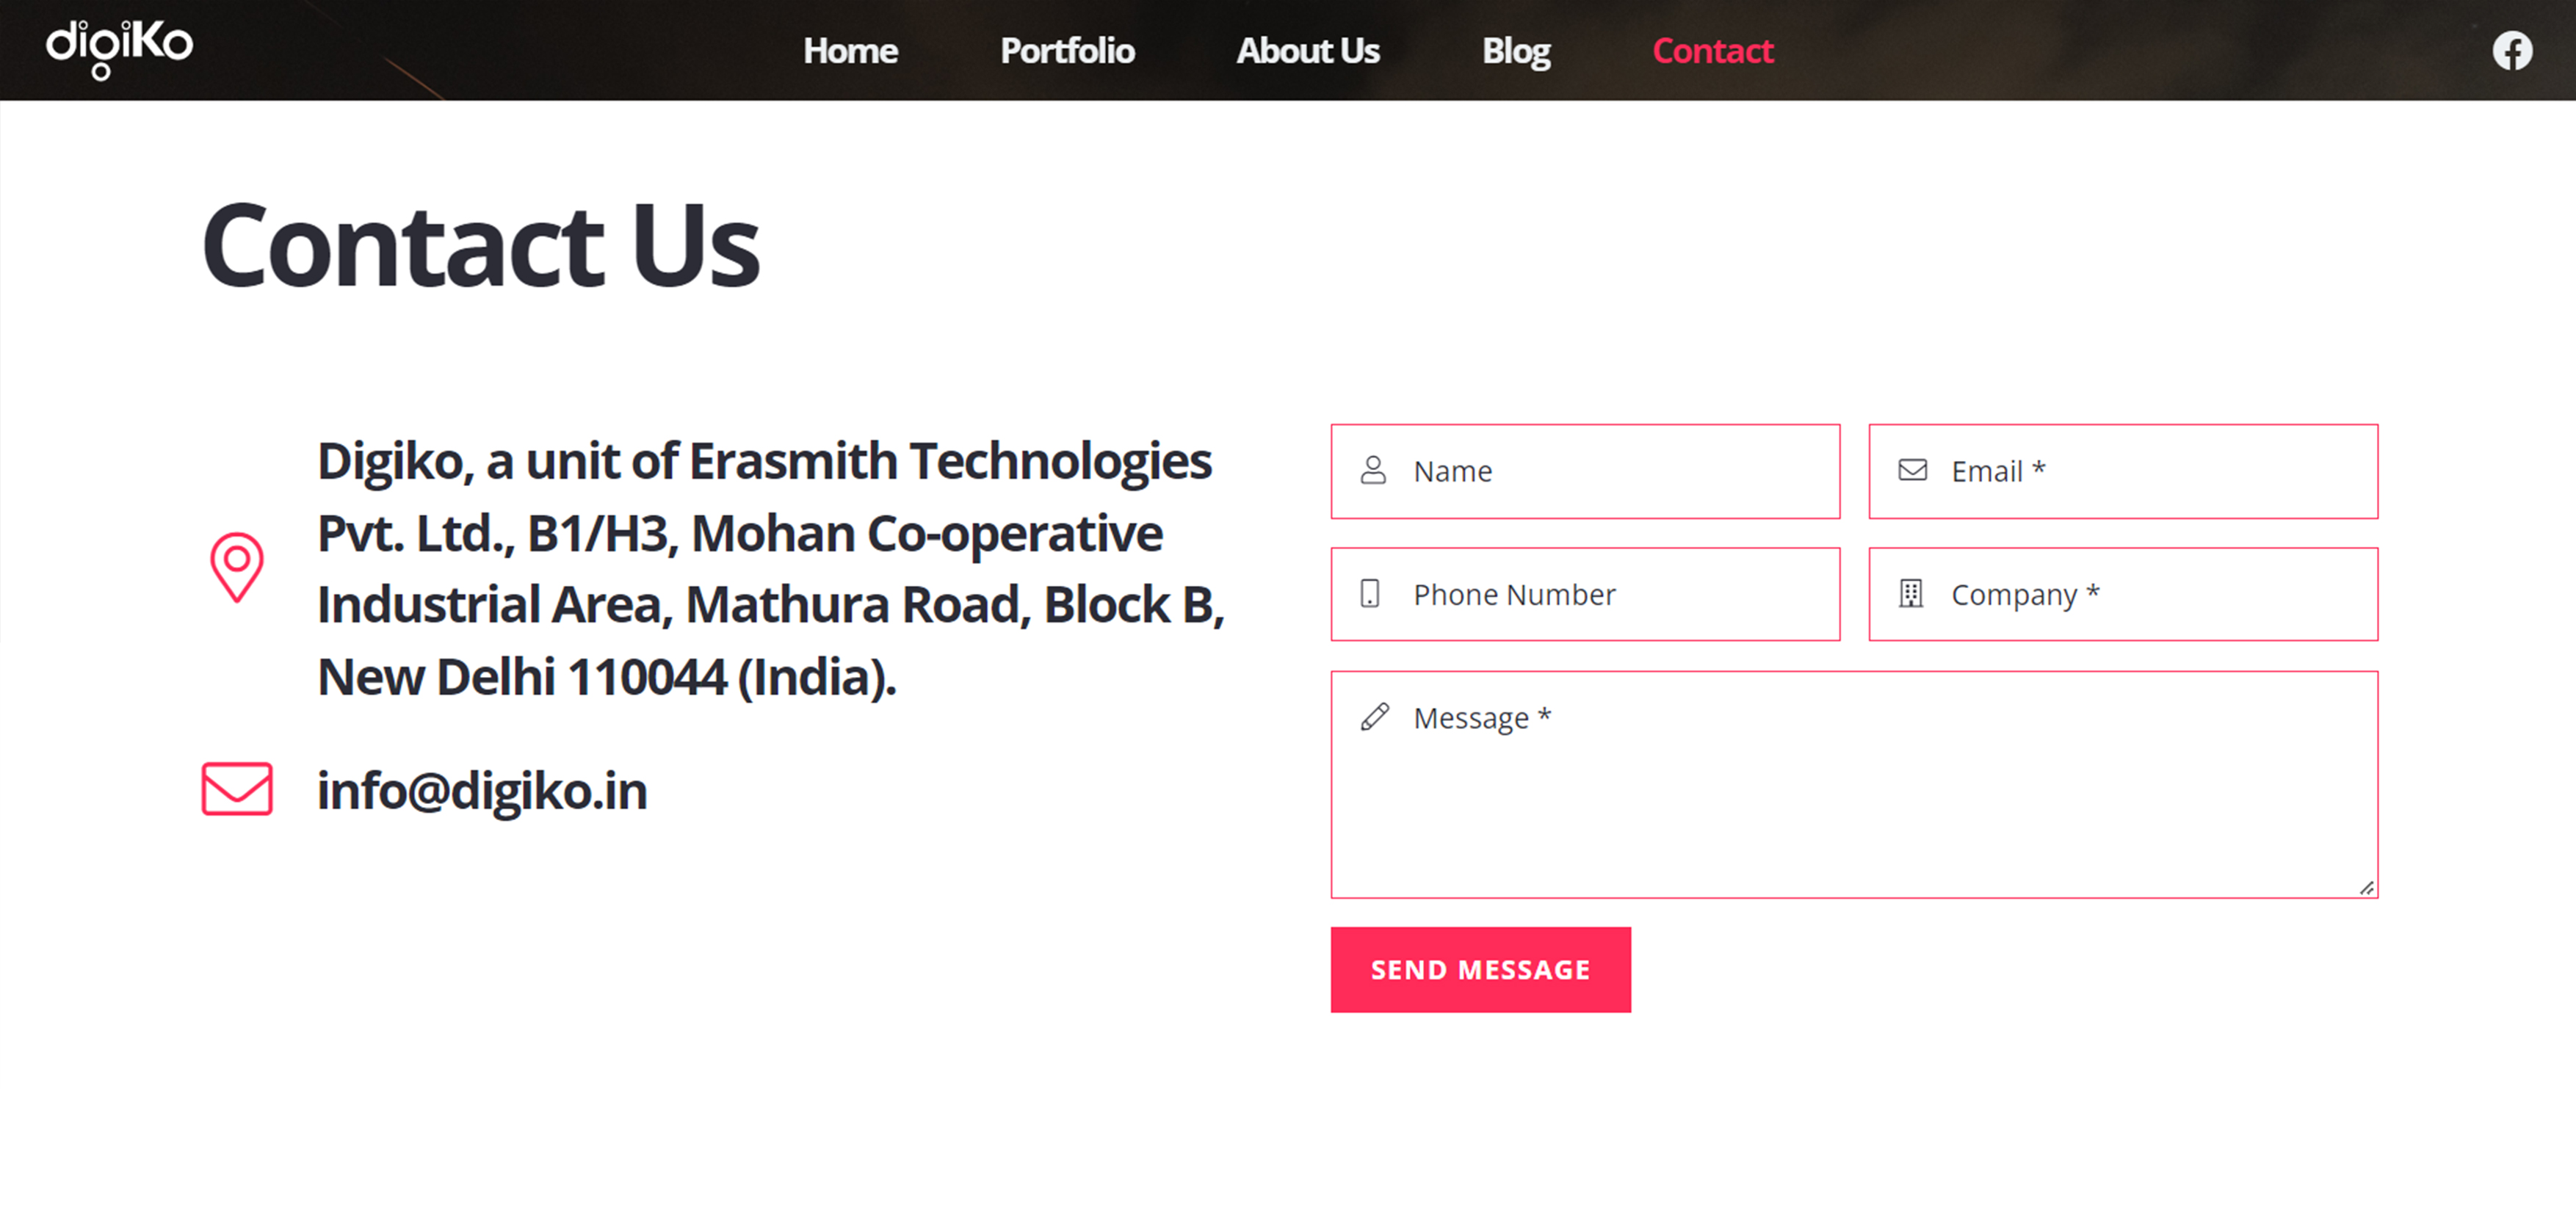 digiKo
Home
Portfolio
About Us
Blog
Contact
Contact Us
Digiko, a unit of Erasmith Technologies
Pvt. Ltd., B1/H3, Mohan Co-operative
Industrial Area, Mathura Road, Block B,
New Delhi 110044 (India).
info@digiko.in
Name
Email *
Phone Number
Company *
Message *
SEND MESSAGE